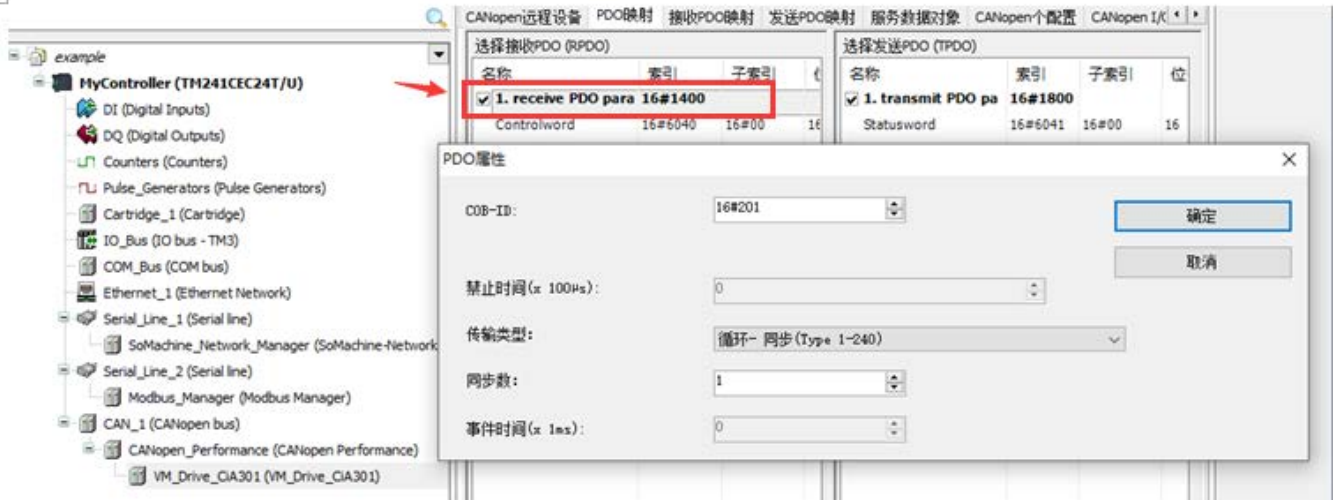 CANopen远程设备 PDO映射 接收PDO映射 发送PDO映射 服务数据对象 CANopen个配置 CANopen I/
选择接收PDO (RPDO)
选择发送PDO (TPDO)
名称 索引 子索引
名称 索引 子索引 位
1. receive PDO para 16#1400
1. transmit PDO pa 16#1800
Controlword 16#6040 16#00 16
Statusword 16#6041 16#00 16
example
MyController (TM241CEC24T/U)
DI (Digital Inputs)
DQ (Digital Outputs)
Counters (Counters)
Pulse_Generators (Pulse Generators)
Cartridge_1 (Cartridge)
IO_Bus (IO bus - TM3)
COM_Bus (COM bus)
Ethernet_1 (Ethernet Network)
Serial_Line_1 (Serial line)
SoMachine_Network_Manager (SoMachine-Network
Serial_Line_2 (Serial line)
Modbus_Manager (Modbus Manager)
CAN_1 (CANopen bus)
CANopen_Performance (CANopen Performance)
VM_Drive_CiA301 (VM_Drive_CiA301)
PDO属性
COB-ID: 16#201
确定
取消
禁止时间(x 100μs): 0
传输类型: 循环- 同步(Type 1-240)
同步数: 1
事件时间(x 1ms): 0